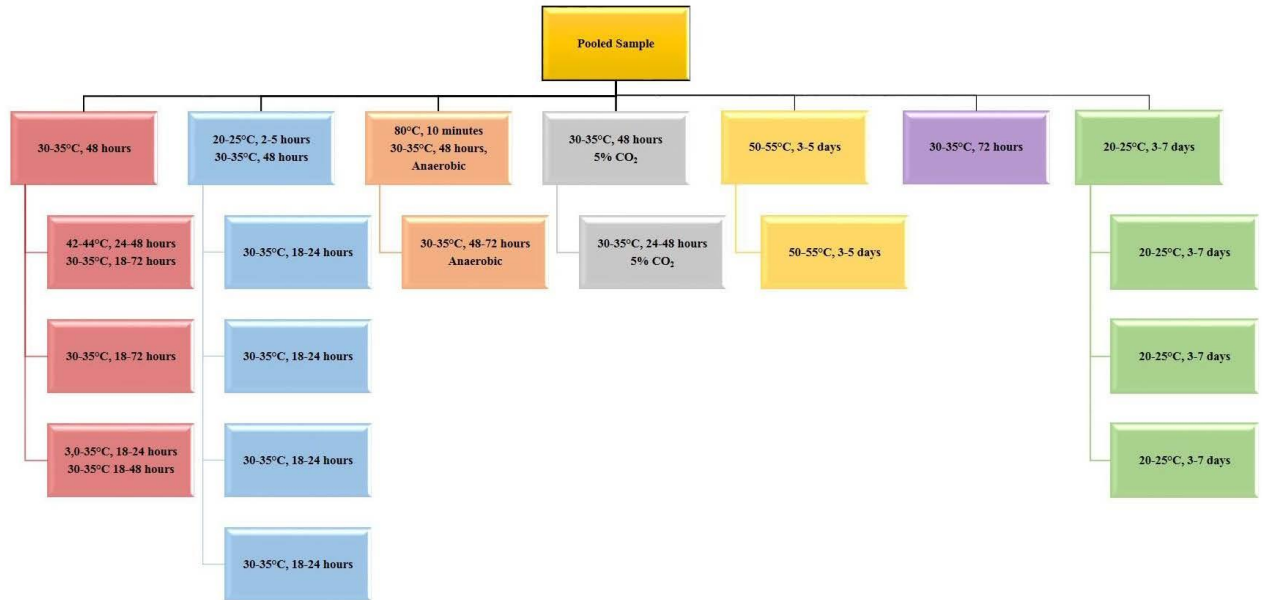 Pooled Sample
30-35°C, 48 hours
20-25°C, 2-5 hours
30-35°C, 48 hours
80°C, 10 minutes
30-35°C, 48 hours,
Anaerobic
30-35°C, 48 hours
5% CO₂
50-55°C, 3-5 days
30-35°C, 72 hours
20-25°C, 3-7 days
42-44°C, 24-48 hours
30-35°C, 18-72 hours
30-35°C, 18-24 hours
30-35°C, 48-72 hours
Anaerobic
30-35°C, 24-48 hours
5% CO₂
50-55°C, 3-5 days
20-25°C, 3-7 days
30-35°C, 18-72 hours
30-35°C, 18-24 hours
20-25°C, 3-7 days
3,0-35°C, 18-24 hours
30-35°C 18-48 hours
30-35°C, 18-24 hours
20-25°C, 3-7 days
30-35°C, 18-24 hours